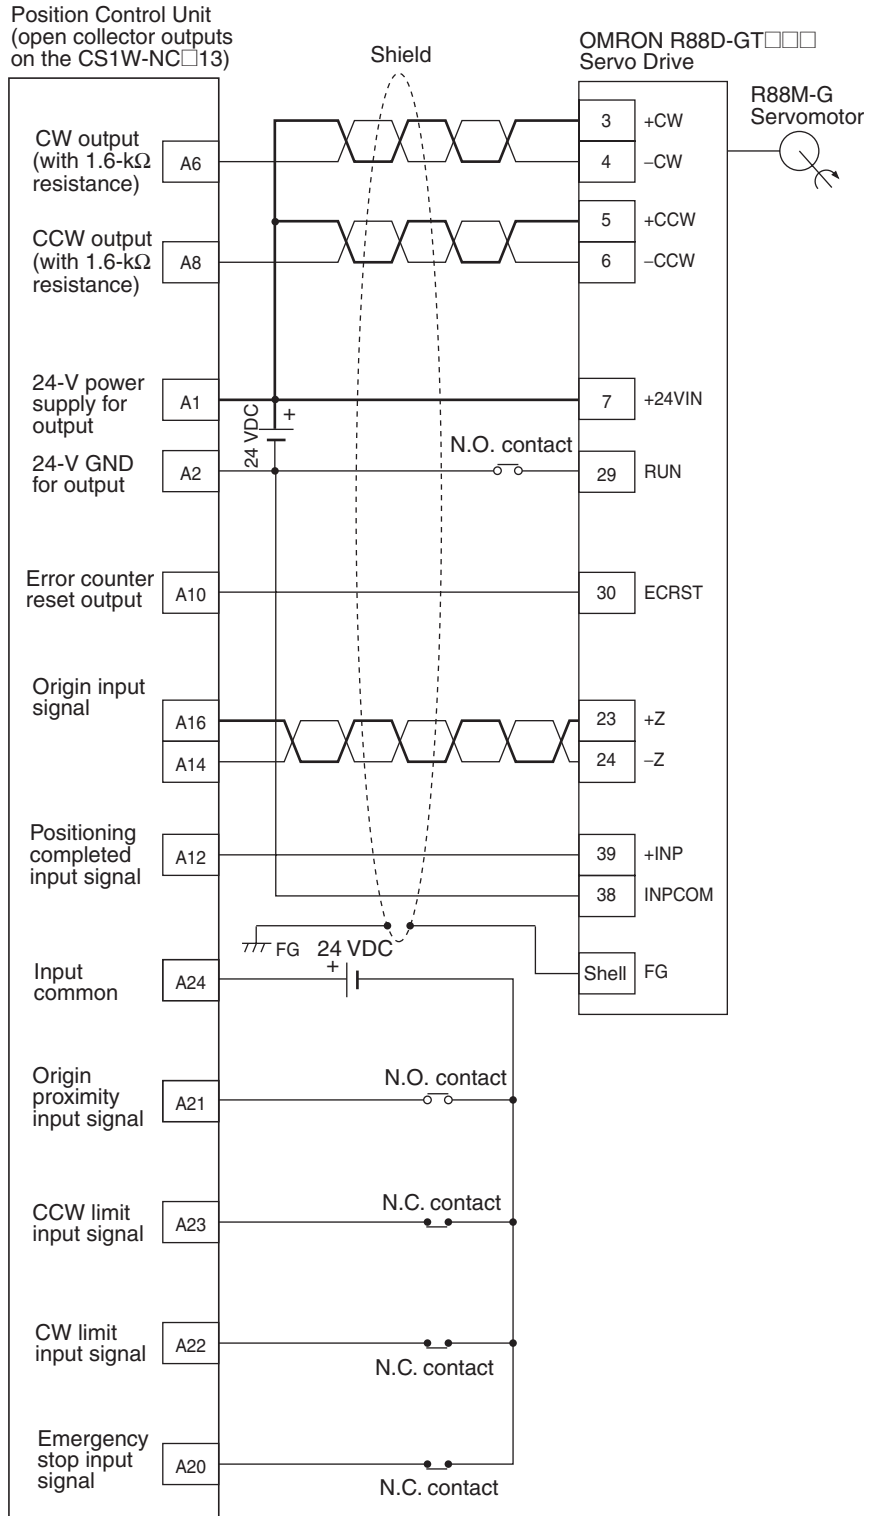 Position Control Unit
(open collector outputs
on the CS1W-NC□13)
Shield
OMRON R88D-GT□□□
Servo Drive
R88M-G
Servomotor
CW output
(with 1.6-kΩ
resistance)
A6
3
+CW
4
−CW
CCW output
(with 1.6-kΩ
resistance)
A8
5
+CCW
6
−CCW
24-V power
supply for
output
A1
24 VDC
+
7
+24VIN
24-V GND
for output
A2
N.O. contact
29
RUN
Error counter
reset output
A10
30
ECRST
Origin input
signal
A16
A14
23
+Z
24
−Z
Positioning
completed
input signal
A12
39
+INP
38
INPCOM
FG
24 VDC
+
Shell
FG
Input
common
A24
Origin
proximity
input signal
A21
N.O. contact
CCW limit
input signal
A23
N.C. contact
CW limit
input signal
A22
N.C. contact
Emergency
stop input
signal
A20
N.C. contact